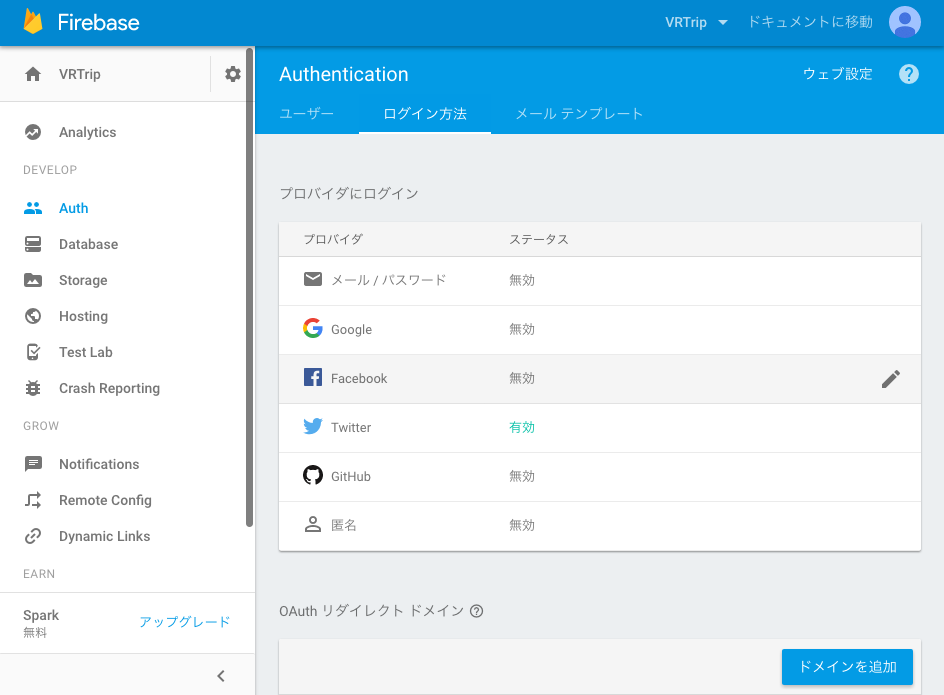 Firebase
VRTrip
ドキュメントに移動
VRTrip
Authentication
ウェブ設定
?
ユーザー
ログイン方法
メール テンプレート
Analytics
DEVELOP
Auth
Database
Storage
Hosting
Test Lab
Crash Reporting
GROW
Notifications
Remote Config
Dynamic Links
EARN
Spark
無料
アップグレード
プロバイダにログイン
プロバイダ ステータス
メール / パスワード 無効
Google 無効
Facebook 無効
Twitter 有効
GitHub 無効
匿名 無効
OAuth リダイレクト ドメイン ?
ドメインを追加